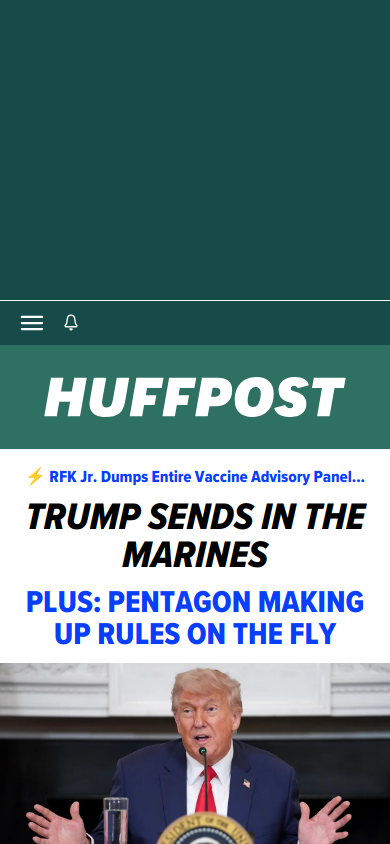 HUFFPOST
⚡ RFK Jr. Dumps Entire Vaccine Advisory Panel...
TRUMP SENDS IN THE
MARINES
PLUS: PENTAGON MAKING
UP RULES ON THE FLY